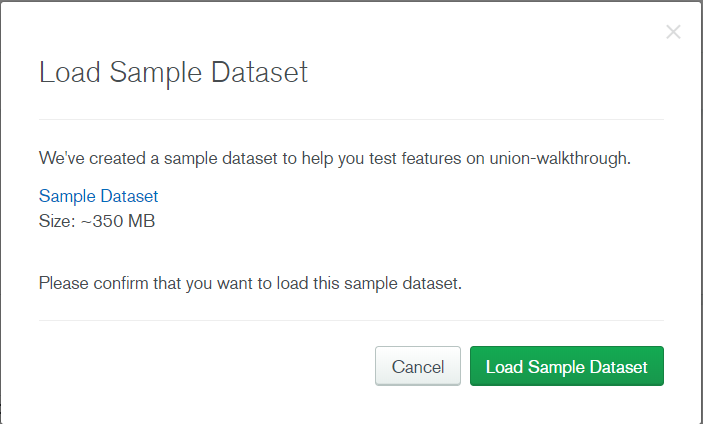 Load Sample Dataset
We've created a sample dataset to help you test features on union-walkthrough.
Sample Dataset
Size: ~350 MB
Please confirm that you want to load this sample dataset.
Cancel
Load Sample Dataset